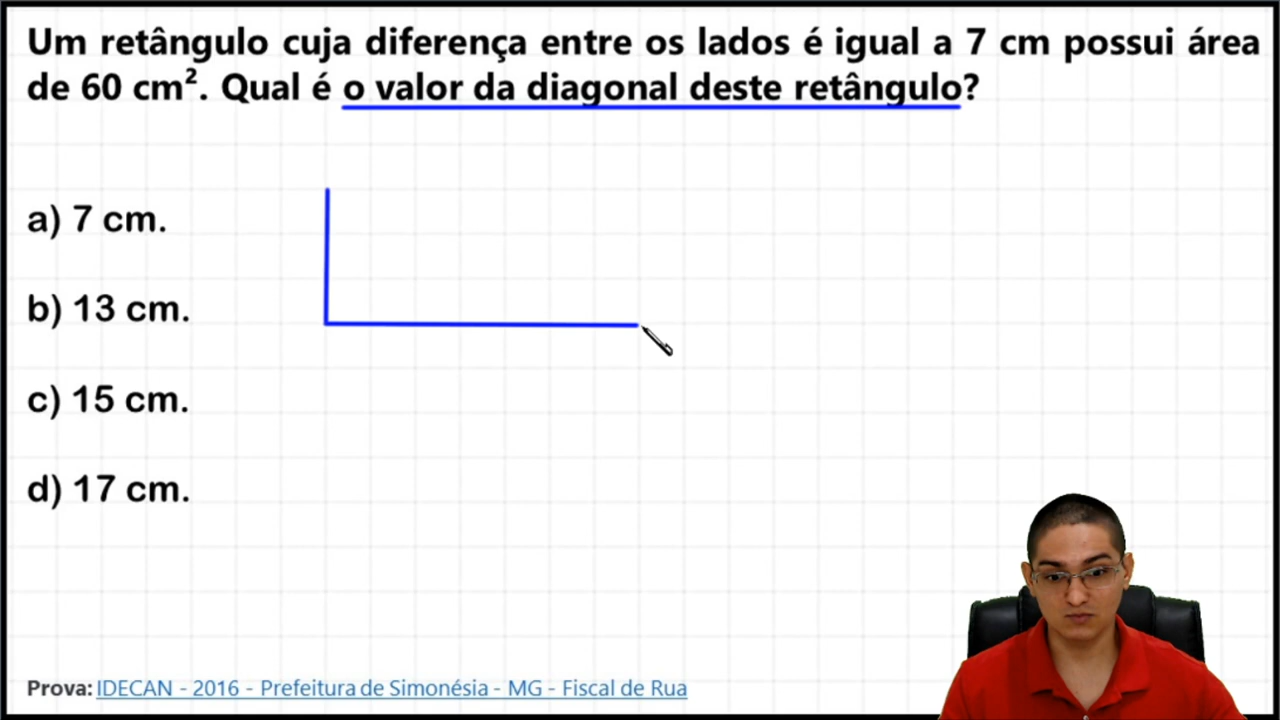 Um retângulo cuja diferença entre os lados é igual a 7 cm possui área
de 60 cm². Qual é o valor da diagonal deste retângulo?
a) 7 cm.
b) 13 cm.
c) 15 cm.
d) 17 cm.
Prova: IDECAN - 2016 - Prefeitura de Simonésia - MG - Fiscal de Rua